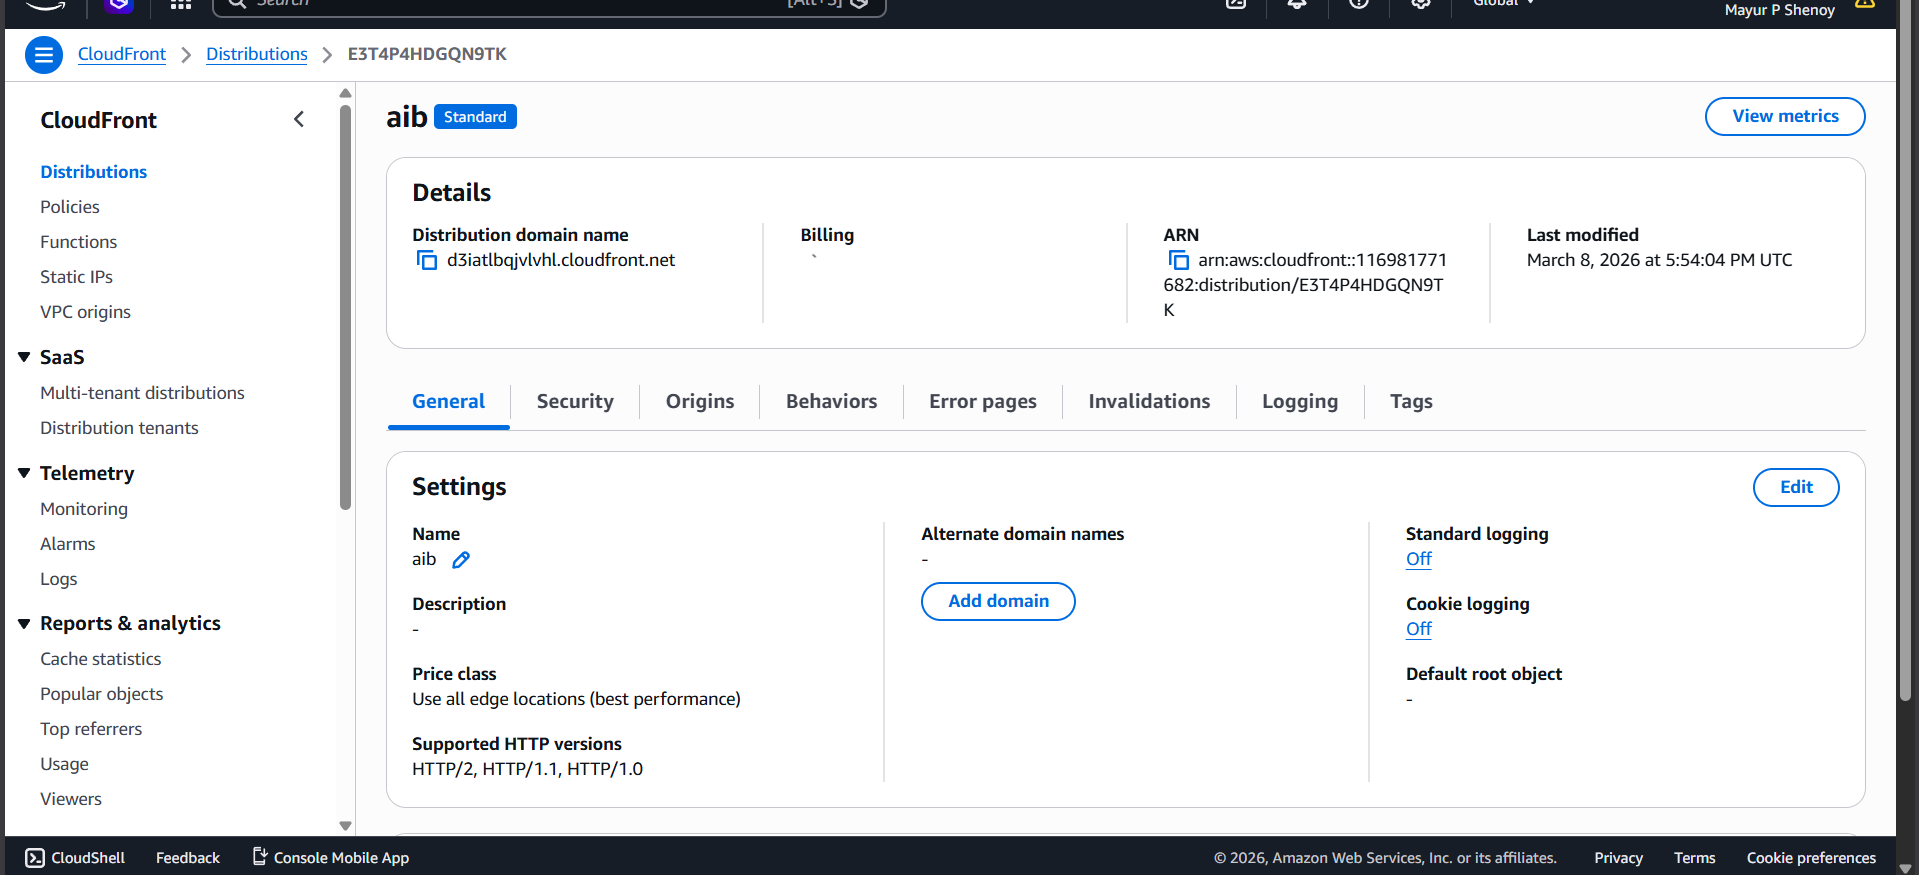 Search
[Alt+S]
Global
Mayur P Shenoy
CloudFront
Distributions
E3T4P4HDGQN9TK
CloudFront
Distributions
Policies
Functions
Static IPs
VPC origins
SaaS
Multi-tenant distributions
Distribution tenants
Telemetry
Monitoring
Alarms
Logs
Reports & analytics
Cache statistics
Popular objects
Top referrers
Usage
Viewers
aib
Standard
View metrics
Details
Distribution domain name
d3iatlbqjvlvhl.cloudfront.net
Billing
`
ARN
arn:aws:cloudfront::116981771
682:distribution/E3T4P4HDGQN9T
K
Last modified
March 8, 2026 at 5:54:04 PM UTC
General
Security
Origins
Behaviors
Error pages
Invalidations
Logging
Tags
Settings
Edit
Name
aib
Description
-
Price class
Use all edge locations (best performance)
Supported HTTP versions
HTTP/2, HTTP/1.1, HTTP/1.0
Alternate domain names
-
Add domain
Standard logging
Off
Cookie logging
Off
Default root object
-
CloudShell
Feedback
Console Mobile App
© 2026, Amazon Web Services, Inc. or its affiliates.
Privacy
Terms
Cookie preferences